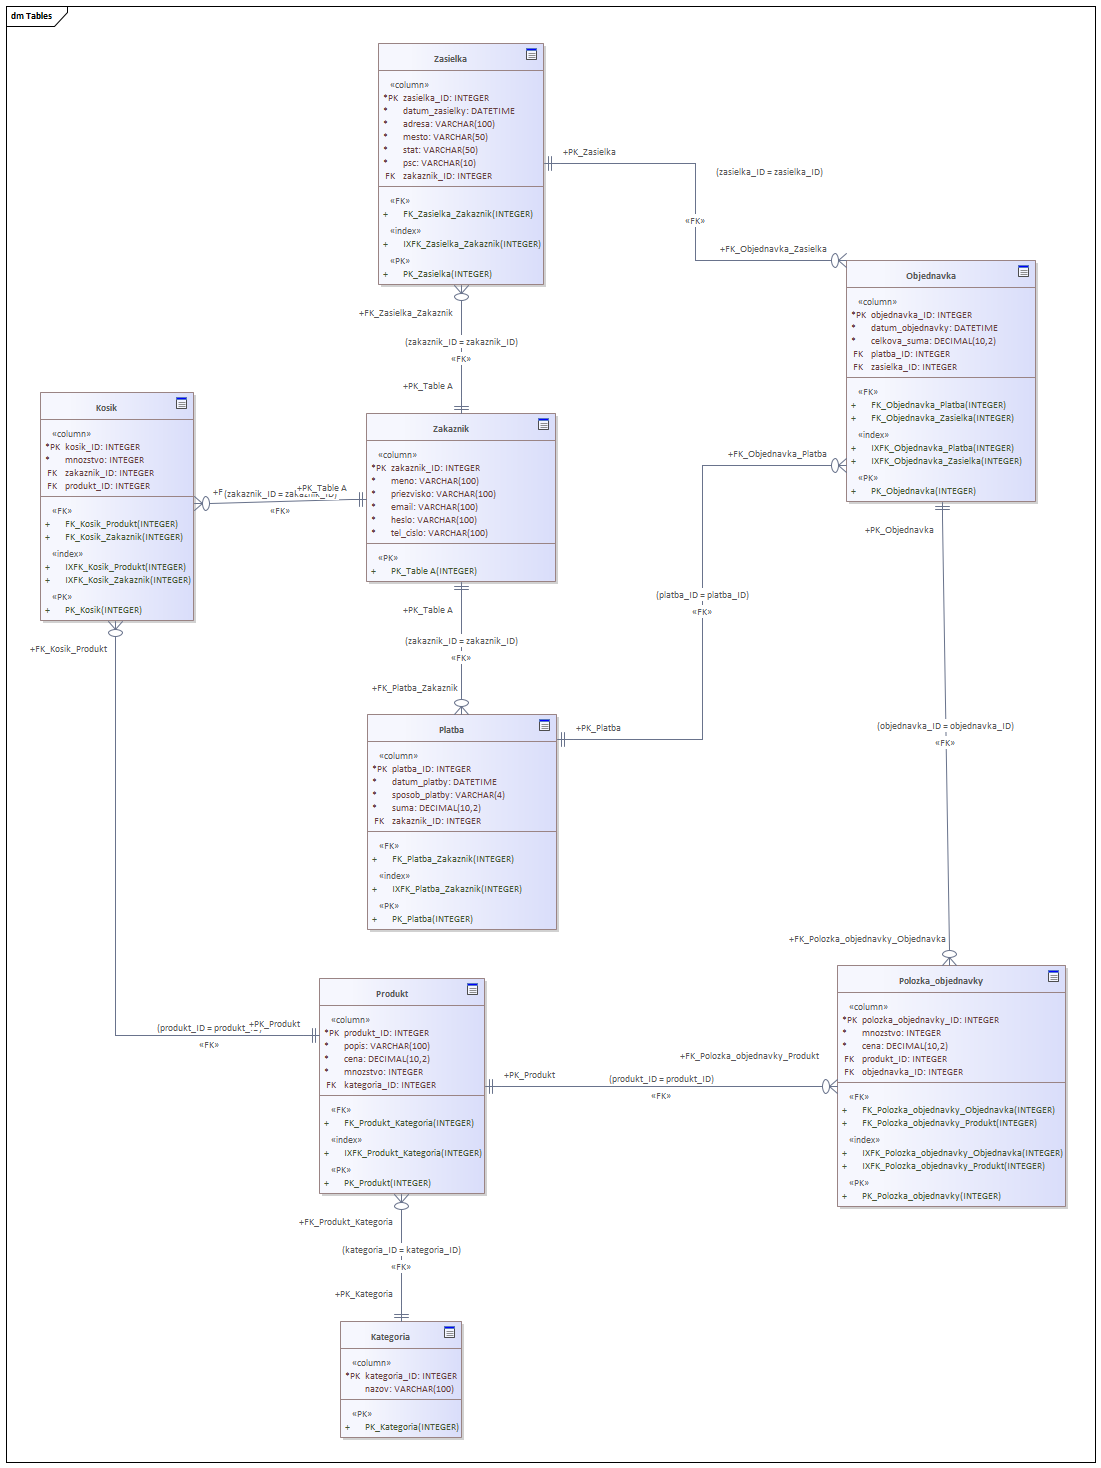 dm Tables
Zasielka
«column»
*PK zasielka_ID: INTEGER
* datum_zasielky: DATETIME
* adresa: VARCHAR(100)
* mesto: VARCHAR(50)
* stat: VARCHAR(50)
* psc: VARCHAR(10)
FK zakaznik_ID: INTEGER
«FK»
+ FK_Zasielka_Zakaznik(INTEGER)
«index»
+ IXFK_Zasielka_Zakaznik(INTEGER)
«PK»
+ PK_Zasielka(INTEGER)
+PK_Zasielka
(zasielka_ID = zasielka_ID)
«FK»
+FK_Objednavka_Zasielka
Objednavka
«column»
*PK objednavka_ID: INTEGER
* datum_objednavky: DATETIME
* celkova_suma: DECIMAL(10,2)
FK platba_ID: INTEGER
FK zasielka_ID: INTEGER
«FK»
+ FK_Objednavka_Platba(INTEGER)
+ FK_Objednavka_Zasielka(INTEGER)
«index»
+ IXFK_Objednavka_Platba(INTEGER)
+ IXFK_Objednavka_Zasielka(INTEGER)
«PK»
+ PK_Objednavka(INTEGER)
+FK_Zasielka_Zakaznik
(zakaznik_ID = zakaznik_ID)
«FK»
+PK_Table A
Kosik
«column»
*PK kosik_ID: INTEGER
* mnozstvo: INTEGER
FK zakaznik_ID: INTEGER
FK produkt_ID: INTEGER
«FK»
+ FK_Kosik_Produkt(INTEGER)
+ FK_Kosik_Zakaznik(INTEGER)
«index»
+ IXFK_Kosik_Produkt(INTEGER)
+ IXFK_Kosik_Zakaznik(INTEGER)
«PK»
+ PK_Kosik(INTEGER)
+PK_Table A
+F (zakaznik_ID = zakaznik_ID)
«FK»
Zakaznik
«column»
*PK zakaznik_ID: INTEGER
* meno: VARCHAR(100)
* priezvisko: VARCHAR(100)
* email: VARCHAR(100)
* heslo: VARCHAR(100)
* tel_cislo: VARCHAR(100)
«PK»
+ PK_Table A(INTEGER)
+FK_Objednavka_Platba
(platba_ID = platba_ID)
«FK»
+PK_Platba
+PK_Table A
(zakaznik_ID = zakaznik_ID)
«FK»
+FK_Platba_Zakaznik
Platba
«column»
*PK platba_ID: INTEGER
* datum_platby: DATETIME
* sposob_platby: VARCHAR(4)
* suma: DECIMAL(10,2)
FK zakaznik_ID: INTEGER
«FK»
+ FK_Platba_Zakaznik(INTEGER)
«index»
+ IXFK_Platba_Zakaznik(INTEGER)
«PK»
+ PK_Platba(INTEGER)
+PK_Objednavka
(objednavka_ID = objednavka_ID)
«FK»
+FK_Polozka_objednavky_Objednavka
+FK_Kosik_Produkt
+PK_Produkt
(produkt_ID = produkt_ID)
«FK»
Produkt
«column»
*PK produkt_ID: INTEGER
* popis: VARCHAR(100)
* cena: DECIMAL(10,2)
* mnozstvo: INTEGER
FK kategoria_ID: INTEGER
«FK»
+ FK_Produkt_Kategoria(INTEGER)
«index»
+ IXFK_Produkt_Kategoria(INTEGER)
«PK»
+ PK_Produkt(INTEGER)
+PK_Produkt
(produkt_ID = produkt_ID)
«FK»
+FK_Polozka_objednavky_Produkt
Polozka_objednavky
«column»
*PK polozka_objednavky_ID: INTEGER
* mnozstvo: INTEGER
* cena: DECIMAL(10,2)
FK produkt_ID: INTEGER
FK objednavka_ID: INTEGER
«FK»
+ FK_Polozka_objednavky_Objednavka(INTEGER)
+ FK_Polozka_objednavky_Produkt(INTEGER)
«index»
+ IXFK_Polozka_objednavky_Objednavka(INTEGER)
+ IXFK_Polozka_objednavky_Produkt(INTEGER)
«PK»
+ PK_Polozka_objednavky(INTEGER)
+FK_Produkt_Kategoria
(kategoria_ID = kategoria_ID)
«FK»
+PK_Kategoria
Kategoria
«column»
*PK kategoria_ID: INTEGER
nazov: VARCHAR(100)
«PK»
+ PK_Kategoria(INTEGER)